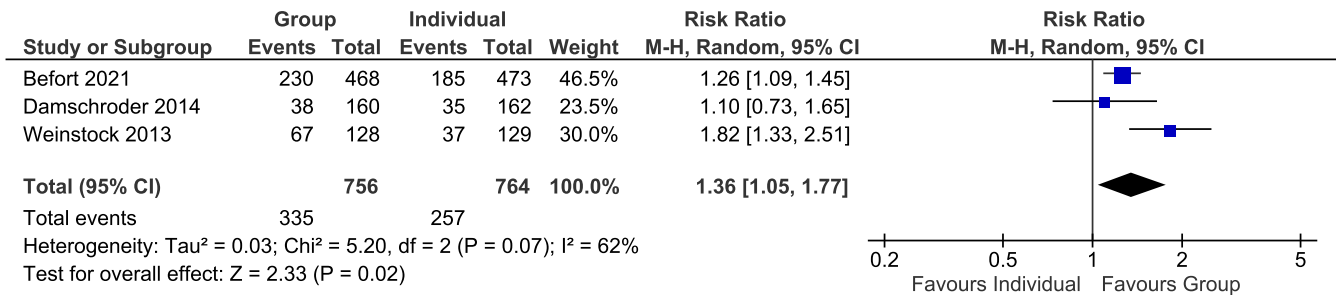 Group Individual Risk Ratio Risk Ratio
Study or Subgroup Events Total Events Total Weight M-H, Random, 95% CI M-H, Random, 95% CI
Befort 2021 230 468 185 473 46.5% 1.26 [1.09, 1.45]
Damschroder 2014 38 160 35 162 23.5% 1.10 [0.73, 1.65]
Weinstock 2013 67 128 37 129 30.0% 1.82 [1.33, 2.51]
Total (95% CI) 756 764 100.0% 1.36 [1.05, 1.77]
Total events 335 257
Heterogeneity: Tau² = 0.03; Chi² = 5.20, df = 2 (P = 0.07); I² = 62%
Test for overall effect: Z = 2.33 (P = 0.02)
0.2 0.5 1 2 5
Favours Individual Favours Group